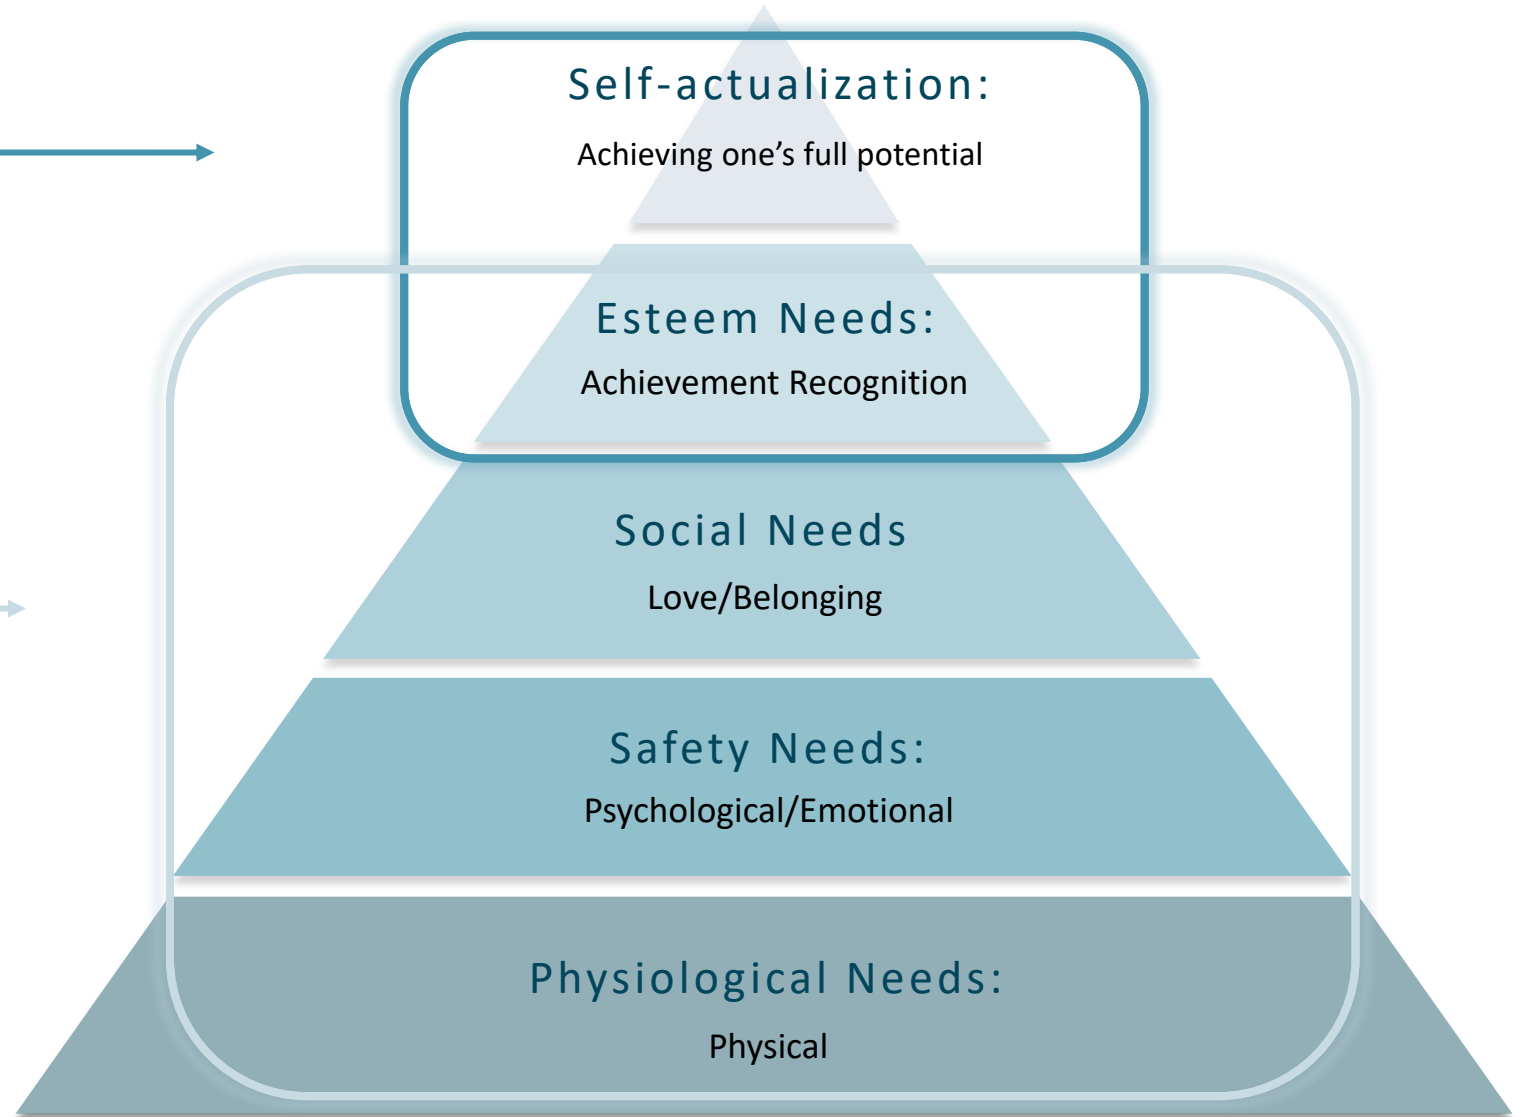 Self-actualization:
Achieving one’s full potential
Esteem Needs:
Achievement Recognition
Social Needs
Love/Belonging
Safety Needs:
Psychological/Emotional
Physiological Needs:
Physical